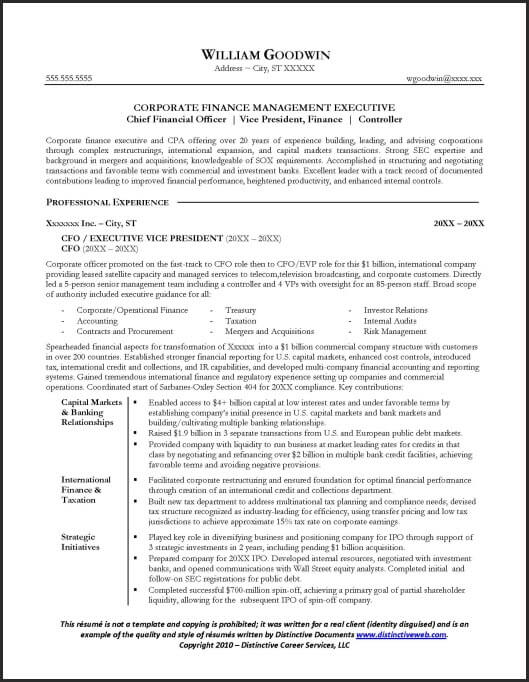 WILLIAM GOODWIN
Address ~ City, ST XXXXX
555.555.5555 wgoodwin@xxxx.xxx
CORPORATE FINANCE MANAGEMENT EXECUTIVE
Chief Financial Officer | Vice President, Finance | Controller
Corporate finance executive and CPA offering over 20 years of experience building, leading, and advising corporations
through complex restructurings, international expansion, and capital markets transactions. Strong SEC expertise and
background in mergers and acquisitions; knowledgeable of SOX requirements. Accomplished in structuring and negotiating
transactions and favorable terms with commercial and investment banks. Excellent leader with a track record of documented
contributions leading to improved financial performance, heightened productivity, and enhanced internal controls.
PROFESSIONAL EXPERIENCE
Xxxxxxx Inc. – City, ST 20XX – 20XX
CFO / EXECUTIVE VICE PRESIDENT (20XX – 20XX)
CFO (20XX – 20XX)
Corporate officer promoted on the fast-track to CFO role then to CFO/EVP role for this $1 billion, international company
providing leased satellite capacity and managed services to telecom,television broadcasting, and corporate customers. Directly
led a 5-person senior management team including a controller and 4 VPs with oversight for an 85-person staff. Broad scope
of authority included executive guidance for all:
- Corporate/Operational Finance - Treasury - Investor Relations
- Accounting - Taxation - Internal Audits
- Contracts and Procurement - Mergers and Acquisitions - Risk Management
Spearheaded financial aspects for transformation of Xxxxxx into a $1 billion commercial company structure with customers
in over 200 countries. Established stronger financial reporting for U.S. capital markets, enhanced cost controls, introduced
tax, international credit and collections, and IR capabilities, and developed multinational financial accounting and reporting
systems. Gained tremendous international finance and regulatory experience setting up companies and commercial
operations. Coordinated start of Sarbanes-Oxley Section 404 for 20XX compliance. Key contributions:
Capital Markets
& Banking
Relationships
▪ Enabled access to $4+ billion capital at low interest rates and under favorable terms by
establishing company's initial presence in U.S. capital markets and bank markets and
building/cultivating multiple banking relationships.
▪ Raised $1.9 billion in 3 separate transactions from U.S. and European public debt markets.
▪ Provided company with liquidity to run business at market leading rates for credits in that
class by negotiating and refinancing over $2 billion in multiple bank credit facilities, achieving
favorable terms and avoiding negative results.
International
Finance &
Taxation
▪ Facilitated corporate restructuring and ensured foundation for optimal financial performance
through creation of an international credit and collections department.
▪ Built new tax department to address multinational tax planning and compliance needs; devised
tax structure recognized as industry-leading for efficiency, using transfer pricing and low tax
jurisdictions to achieve approximate 15% tax rate on corporate earnings.
Strategic
Initiatives
▪ Played key role in diversifying business and positioning company for IPO through support of
3 strategic investments in 2 years, including pending $1 billion acquisition.
▪ Prepared company for 20XX IPO. Developed internal resources, negotiated with investment
banks, and opened communications with Wall Street equity analysts. Completed initial and
follow-on SEC registrations for public debt.
▪ Completed successful $700-million spin-off, achieving a primary goal of partial shareholder
liquidity, allowing for the subsequent IPO of spin-off company.
This résumé is not a template and copying is prohibited; it was written for a real client (identity disguised) and is an
example of the quality and style of résumés written by Distinctive Documents www.distinctiveweb.com.
Copyright 2010 – Distinctive Career Services, LLC